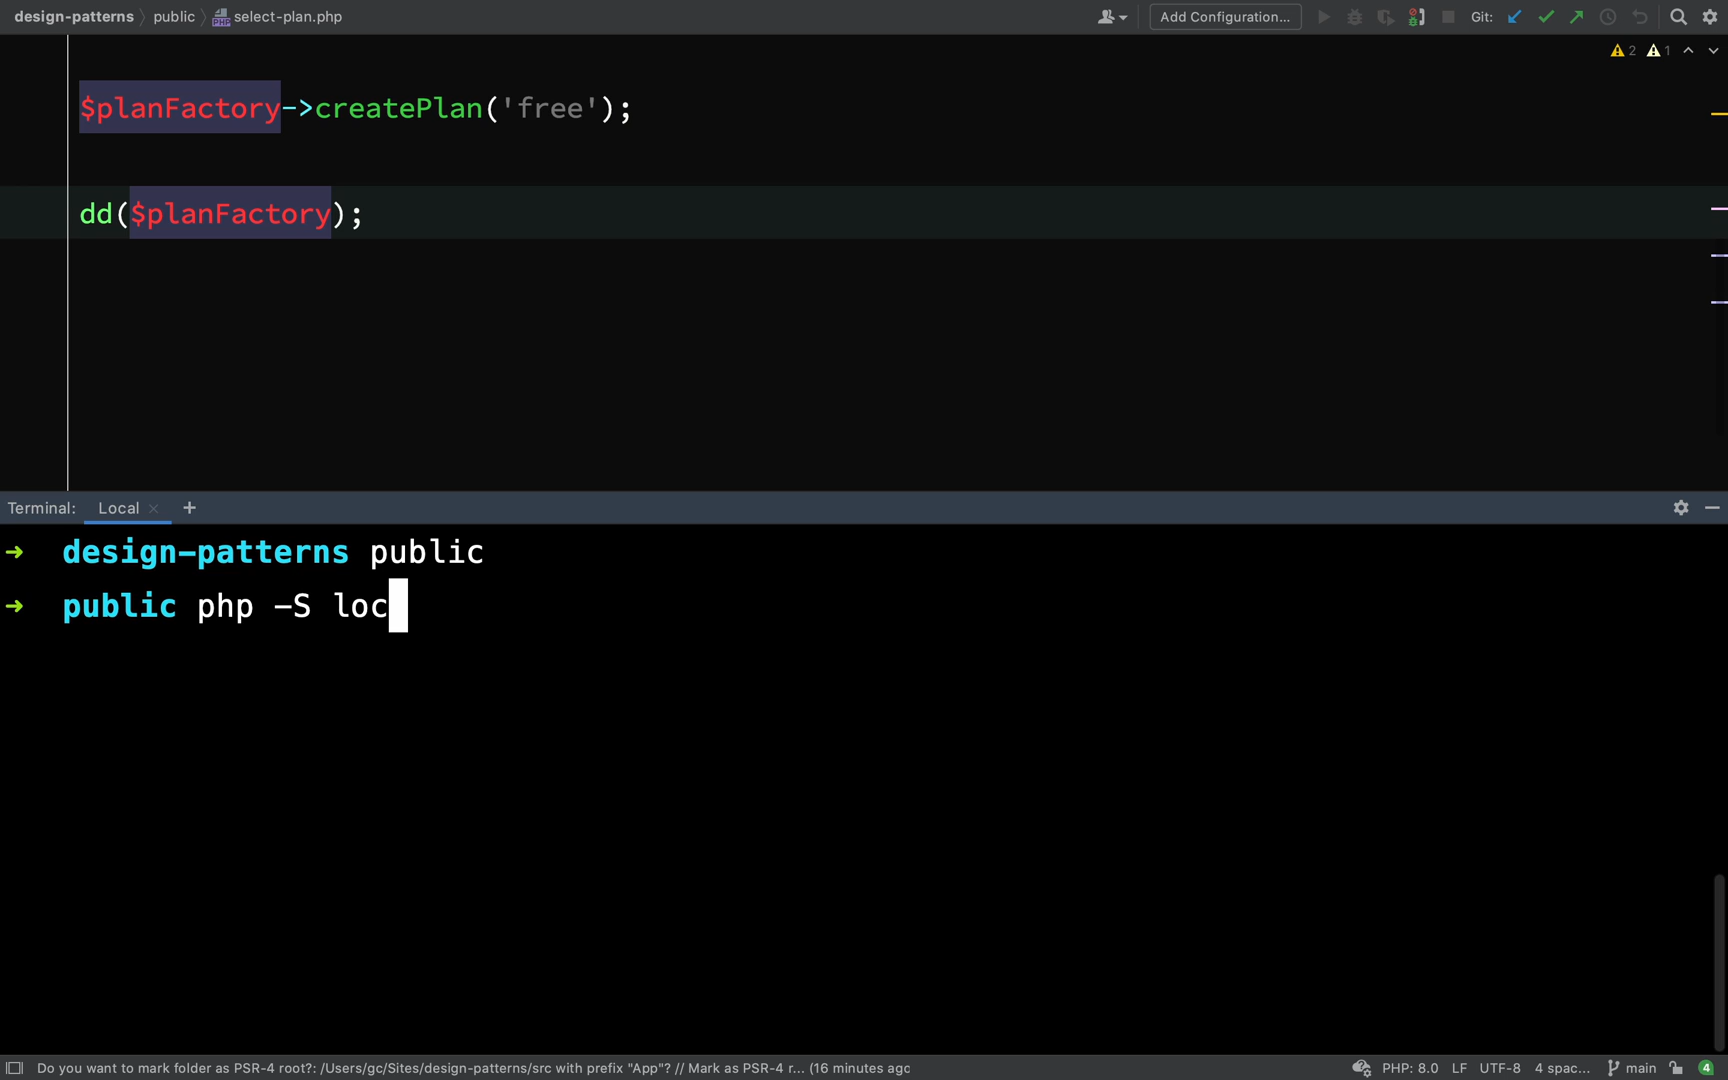 design-patterns 〉 public 〉 select-plan.php
Add Configuration...
Git:
2 1
$planFactory->createPlan('free');
dd($planFactory);
Terminal: Local × +
➜ design-patterns public
➜ public php -S loc
Do you want to mark folder as PSR-4 root?: /Users/gc/Sites/design-patterns/src with prefix "App"? // Mark as PSR-4 r... (16 minutes ago
PHP: 8.0 LF UTF-8 4 spac... main 4